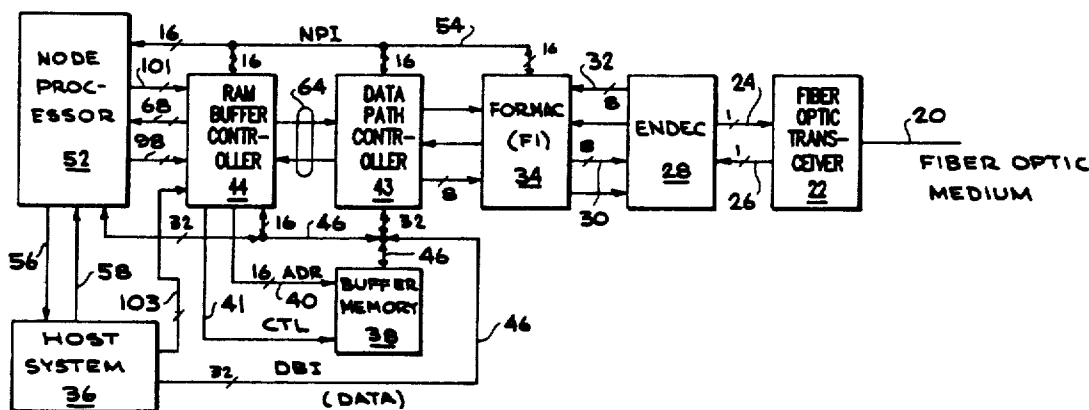 16
NPI
54
16
16
16
NODE
PROC-
ESSOR
52
101
68
98
RAM
BUFFER
CONTR-
OLLER
44
64
DATA
PATH
CONTR-
OLLER
43
8
FORMAC
(FI)
34
32
8
8
30
ENDEC
28
24
1
1
26
FIBER
OPTIC
TRANS-
CEIVER
22
20
FIBER OPTIC
MEDIUM
32
16
46
32
46
56
58
103
41
16 ADR
40
CTL
BUFFER
MEMORY
38
46
HOST
SYSTEM
36
32
DBI
(DATA)